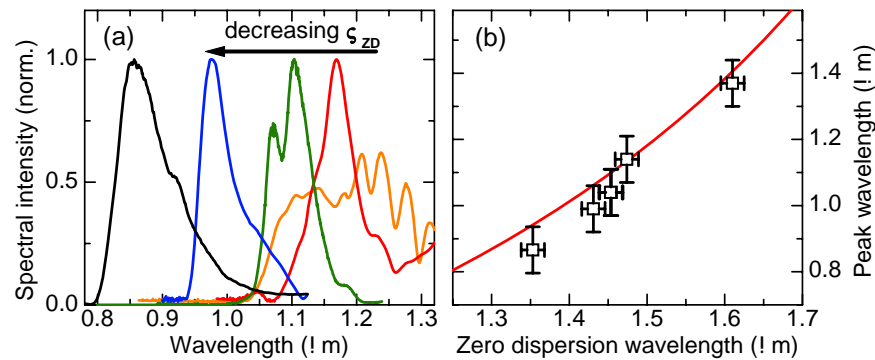 (a)
decreasing ς ZD
1.0
0.5
0.0
Spectral intensity (norm.)
0.8 0.9 1.0 1.1 1.2 1.3
Wavelength (! m)
(b)
1.4
1.2
1.0
0.8
Peak wavelength (! m)
1.3 1.4 1.5 1.6 1.7
Zero dispersion wavelength (! m)